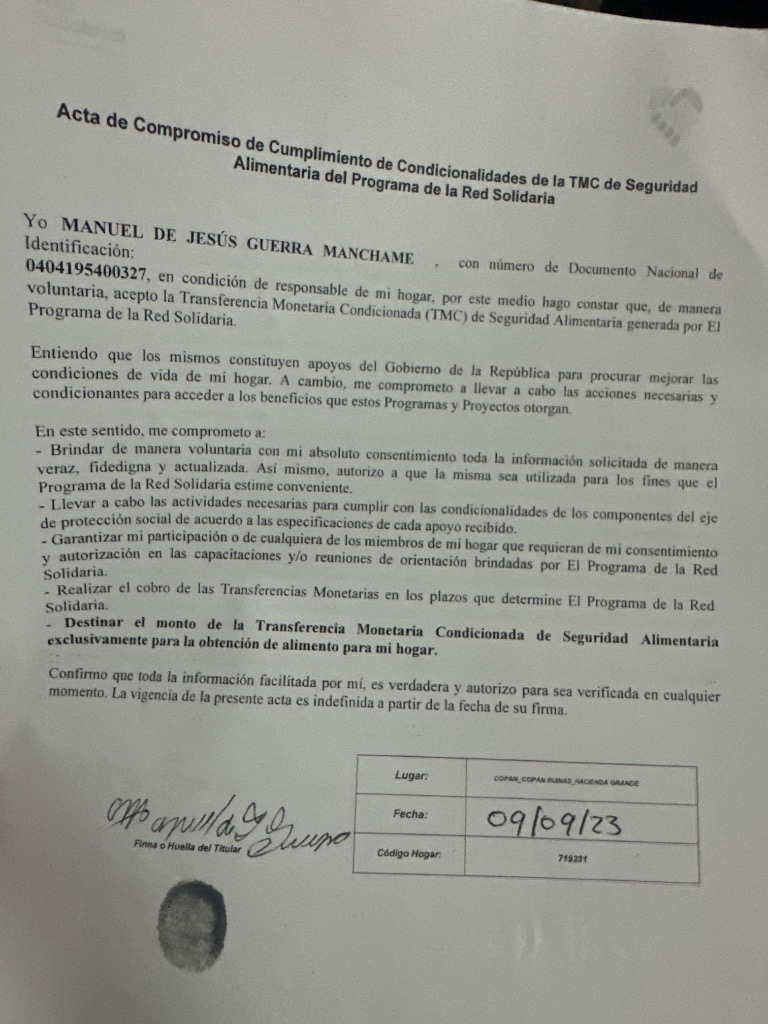 Acta de Compromiso de Cumplimiento de Condicionalidades de la TMC de Seguridad
Alimentaria del Programa de la Red Solidaria
Yo MANUEL DE JESÚS GUERRA MANCHAME , con número de Documento Nacional de
Identificación:
0404195400327, en condición de responsable de mi hogar, por este medio hago constar que, de manera
voluntaria, acepto la Transferencia Monetaria Condicionada (TMC) de Seguridad Alimentaria generada por El
Programa de la Red Solidaria.
Entiendo que los mismos constituyen apoyos del Gobierno de la República para procurar mejorar las
condiciones de vida de mi hogar. A cambio, me comprometo a llevar a cabo las acciones necesarias y
condicionantes para acceder a los beneficios que estos Programas y Proyectos otorgan.
En este sentido, me comprometo a:
- Brindar de manera voluntaria con mi absoluto consentimiento toda la información solicitada de manera
veraz, fidedigna y actualizada. Así mismo, autorizo a que la misma sea utilizada para los fines que el
Programa de la Red Solidaria estime conveniente.
- Llevar a cabo las actividades necesarias para cumplir con las condicionalidades de los componentes del eje
de protección social de acuerdo a las especificaciones de cada apoyo recibido.
- Garantizar mi participación o de cualquiera de los miembros de mi hogar que requieran de mi consentimiento
y autorización en las capacitaciones y/o reuniones de orientación brindadas por El Programa de la Red
Solidaria.
- Realizar el cobro de las Transferencias Monetarias en los plazos que determine El Programa de la Red
Solidaria.
- Destinar el monto de la Transferencia Monetaria Condicionada de Seguridad Alimentaria
exclusivamente para la obtención de alimento para mi hogar.
Confirmo que toda la información facilitada por mí, es verdadera y autorizo para sea verificada en cualquier
momento. La vigencia de la presente acta es indefinida a partir de la fecha de su firma.
Lugar: COPÁN_COPÁN RUINAS_HACIENDA GRANDE
Fecha: 09/09/23
Código Hogar: 719231
Firma o Huella del Titular